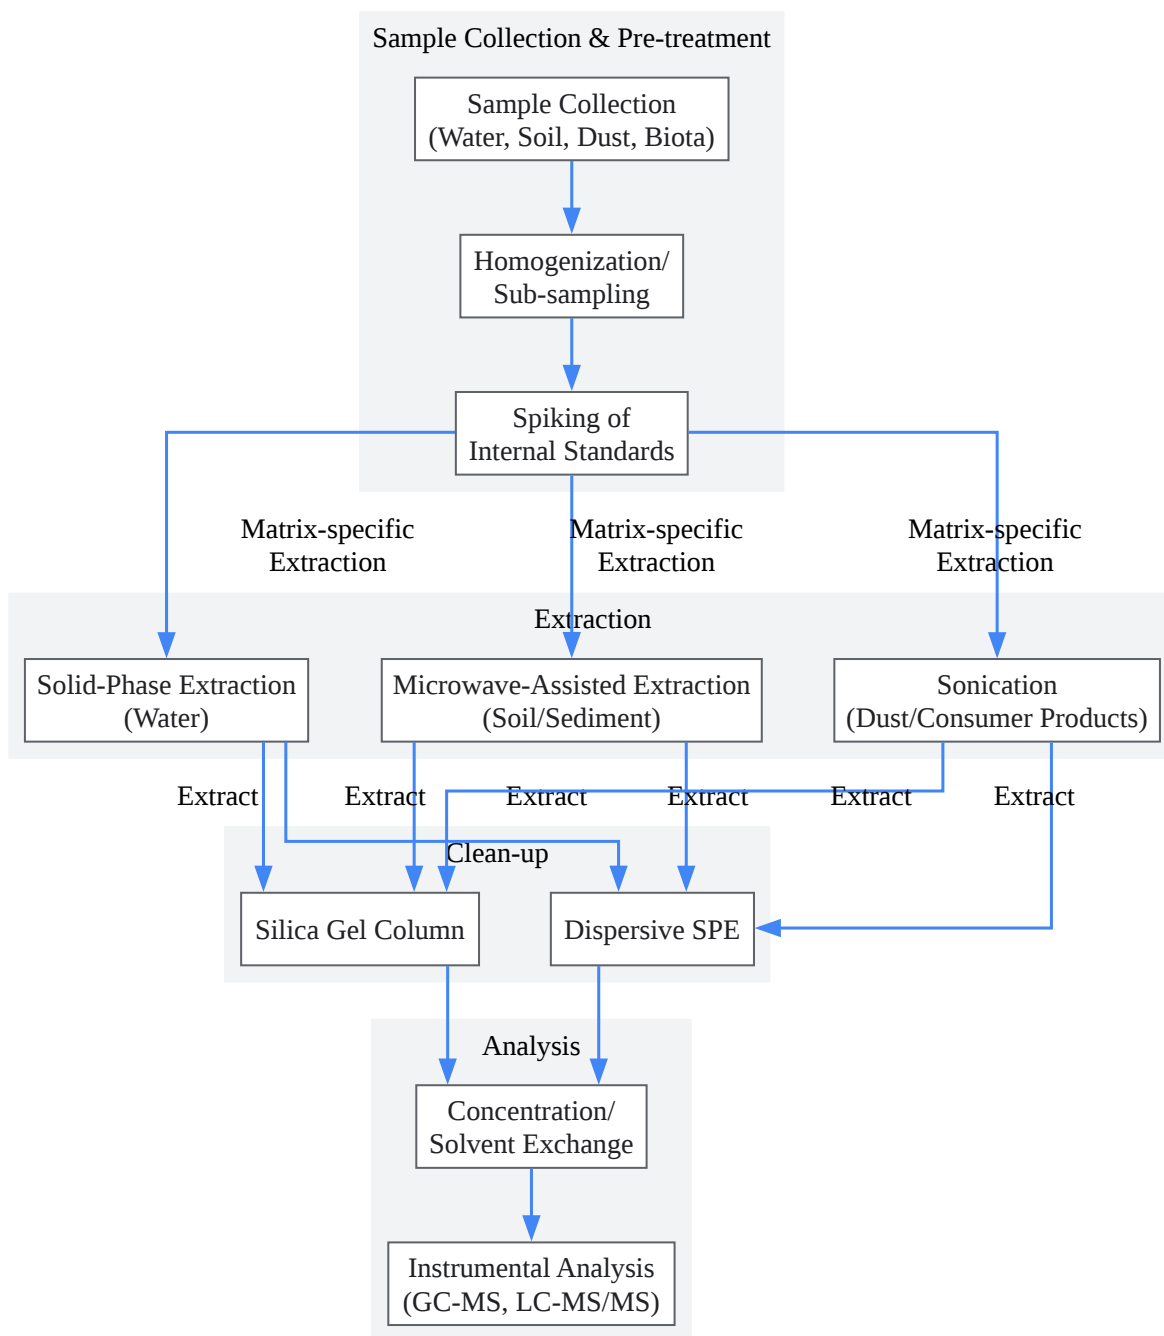 Sample Collection & Pre-treatment
Sample Collection
(Water, Soil, Dust, Biota)
Homogenization/
Sub-sampling
Spiking of
Internal Standards
Matrix-specific
Extraction
Matrix-specific
Extraction
Matrix-specific
Extraction
Extraction
Solid-Phase Extraction
(Water)
Microwave-Assisted Extraction
(Soil/Sediment)
Sonication
(Dust/Consumer Products)
Extract
Extract
Extract
Extract
Extract
Extract
Clean-up
Silica Gel Column
Dispersive SPE
Analysis
Concentration/
Solvent Exchange
Instrumental Analysis
(GC-MS, LC-MS/MS)